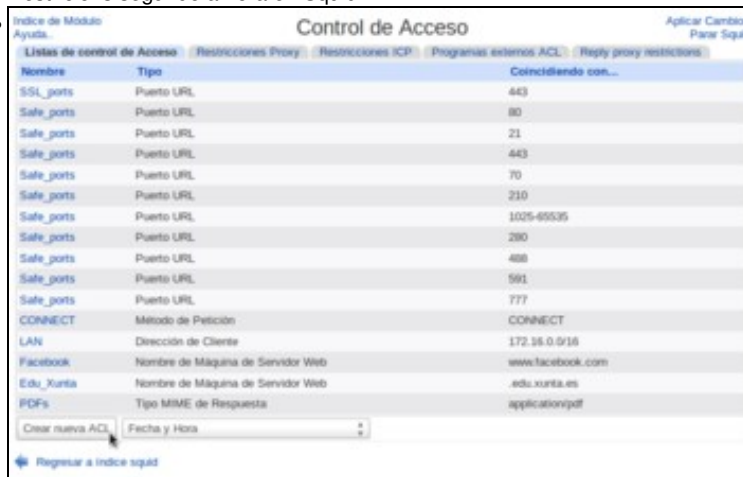 Indice de Módulo
Ayuda..
Control de Acceso
Aplicar Cambio
Parar Squi
Listas de control de Acceso Restricciones Proxy Restricciones ICP Programas externos ACL Reply proxy restrictions
Nombre Tipo Coincidiendo con...
SSL_ports Puerto URL 443
Safe_ports Puerto URL 80
Safe_ports Puerto URL 21
Safe_ports Puerto URL 443
Safe_ports Puerto URL 70
Safe_ports Puerto URL 210
Safe_ports Puerto URL 1025-65535
Safe_ports Puerto URL 280
Safe_ports Puerto URL 488
Safe_ports Puerto URL 591
Safe_ports Puerto URL 777
CONNECT Método de Petición CONNECT
LAN Dirección de Cliente 172.16.0.0/16
Facebook Nombre de Máquina de Servidor Web www.facebook.com
Edu_Xunta Nombre de Máquina de Servidor Web .edu.xunta.es
PDFs Tipo MIME de Respuesta application/pdf
Crear nueva ACL Fecha y Hora
Regresar a índice squid